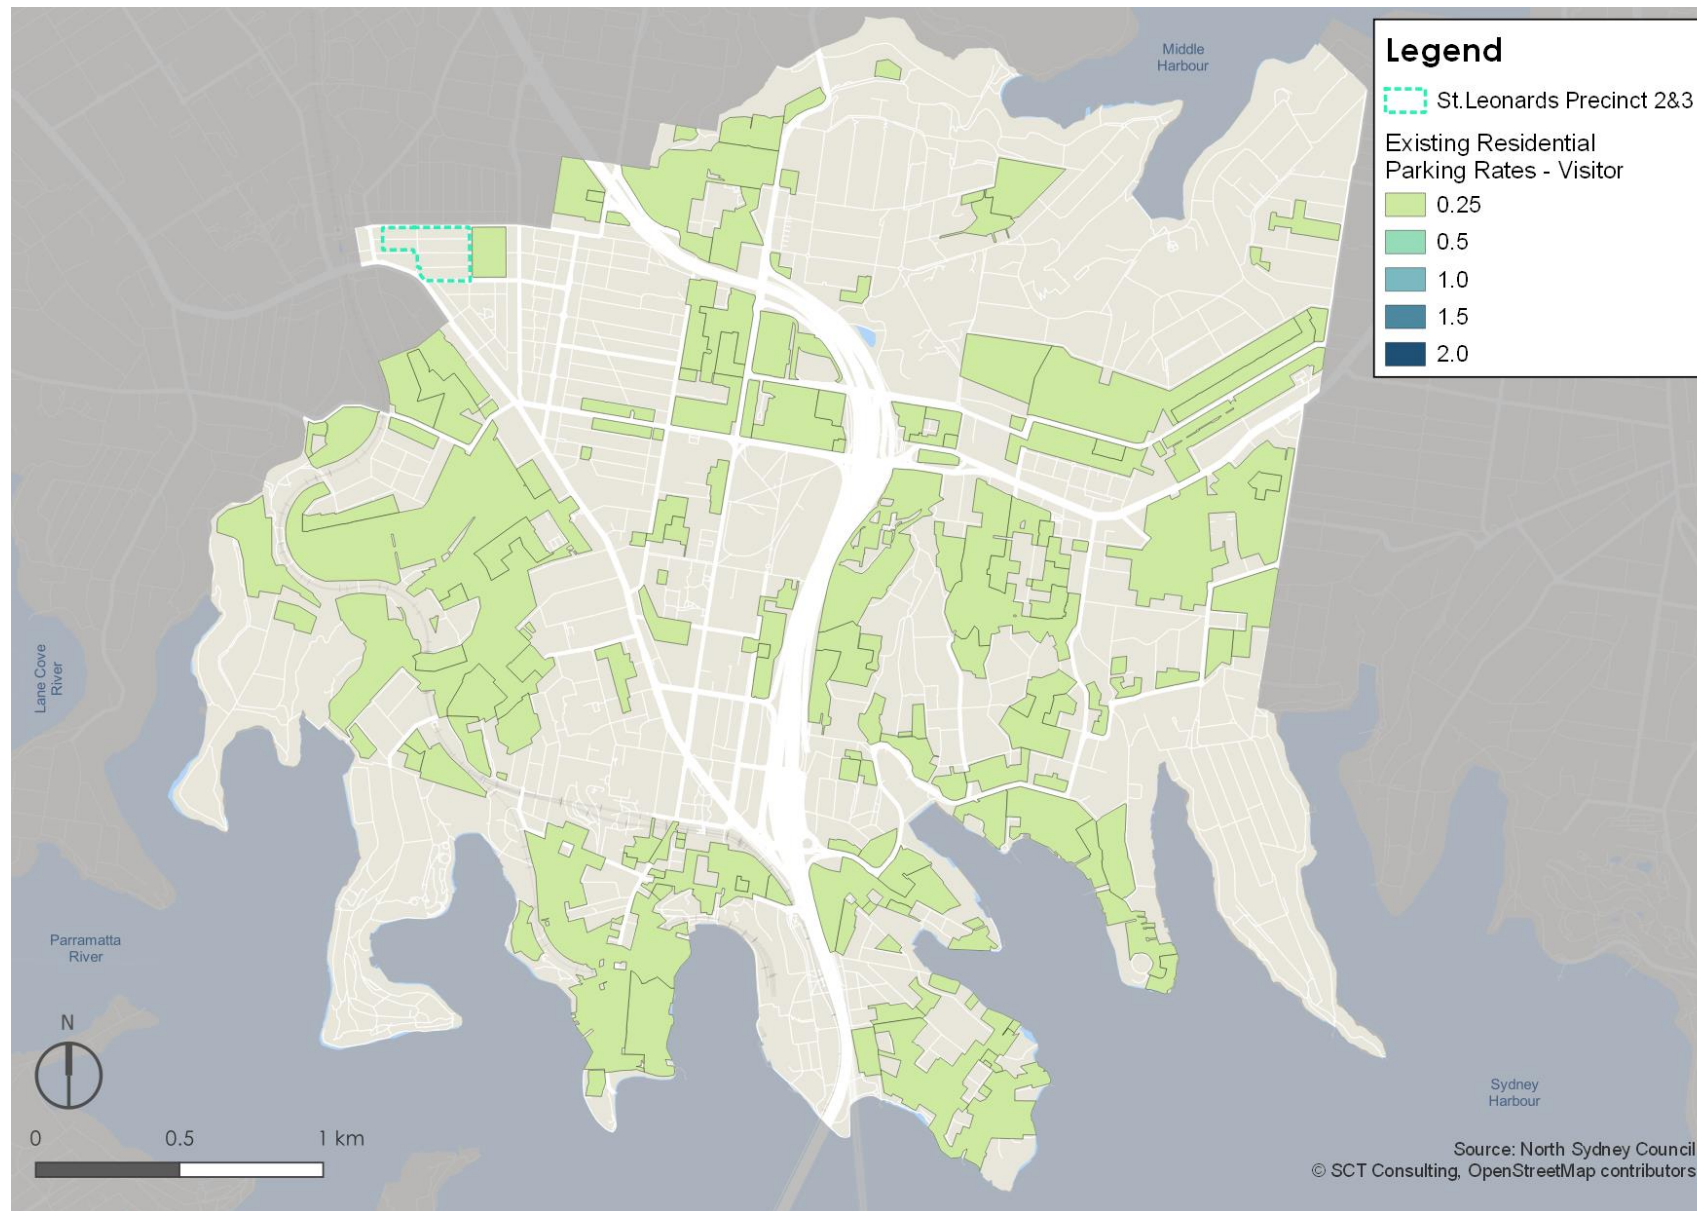 Middle
Harbour
Legend
St.Leonards Precinct 2&3
Existing Residential
Parking Rates - Visitor
0.25
0.5
1.0
1.5
2.0
Lane Cove
River
Parramatta
River
N
0 0.5 1 km
Sydney
Harbour
Source: North Sydney Council
© SCT Consulting, OpenStreetMap contributors